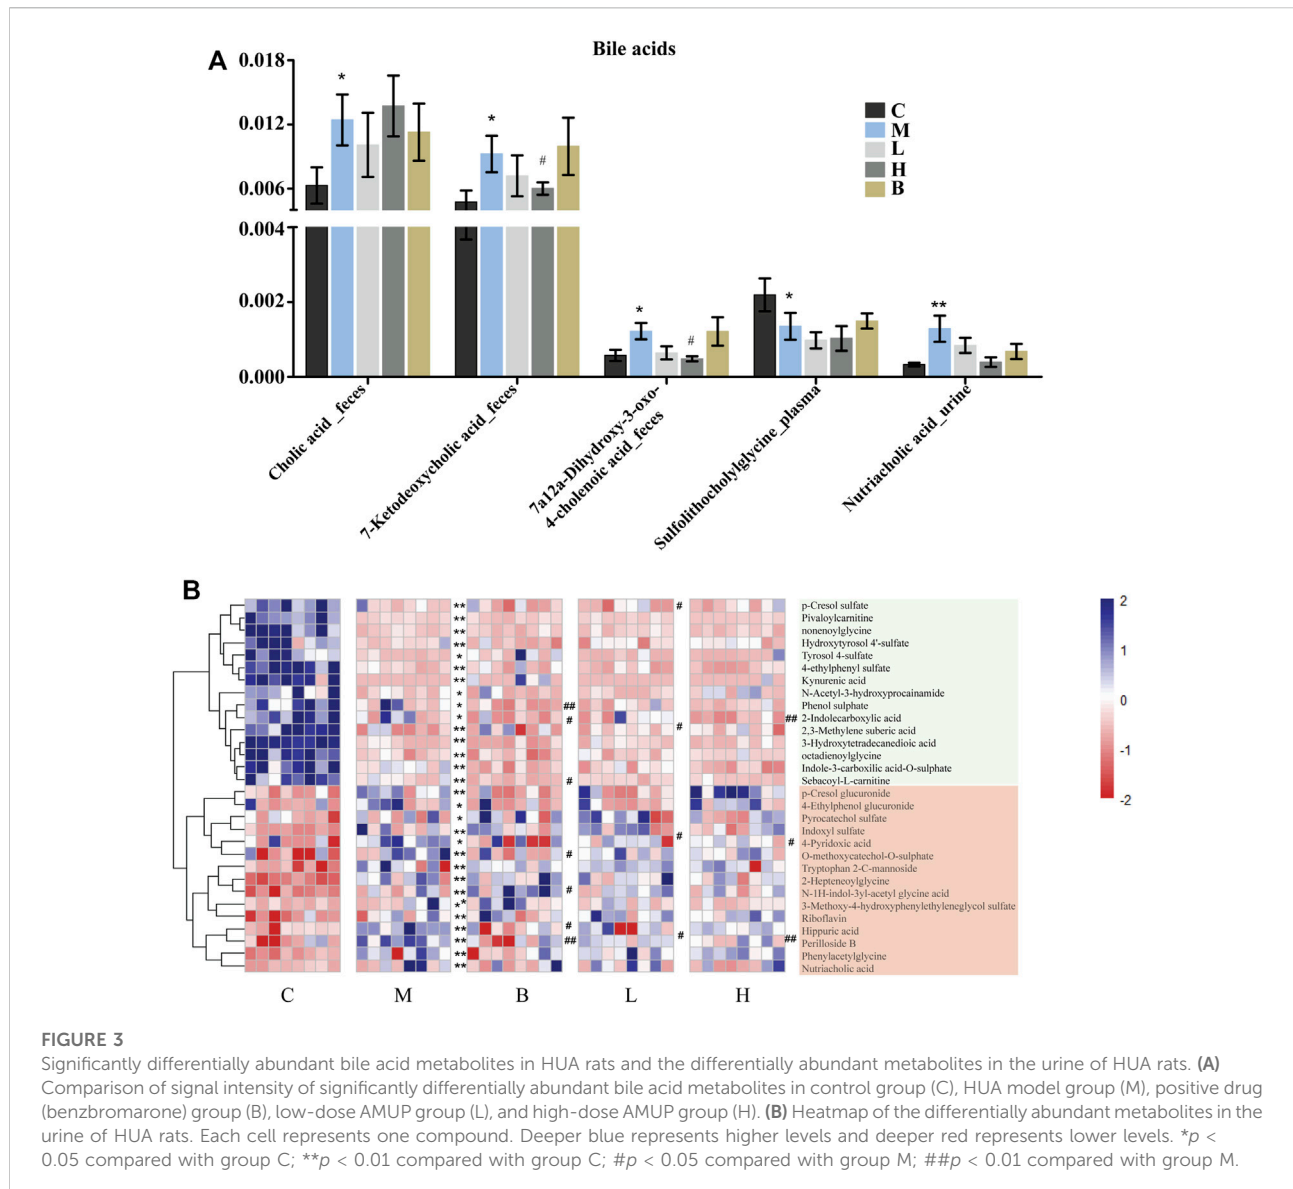 A
Bile acids
0.018
0.012
0.006
0.004
0.002
0.000
*
*
#
*
#
*
**
C
M
L
H
B
Cholic acid_feces
7-Ketodeoxycholic acid_feces
7a12a-Dihydroxy-3-oxo-
4-cholenoic acid_feces
Sulfolithocholylglycine_plasma
Nutriacholic acid_urine
B
** # p-Cresol sulfate
** Pivaloylcarnitine
** nonenoylglycine
** Hydroxytyrosol 4'-sulfate
* Tyrosol 4-sulfate
** 4-ethylphenyl sulfate
** Kynurenic acid
* N-Acetyl-3-hydroxyprocainamide
* ## Phenol sulphate
* # ## 2-Indolecarboxylic acid
** # 2,3-Methylene suberic acid
** 3-Hydroxytetradecanedioic acid
** octadienoylglycine
** Indole-3-carboxilic acid-O-sulphate
** # Sebacoyl-L-carnitine
** p-Cresol glucuronide
* 4-Ethylphenol glucuronide
* Pyrocatechol sulfate
** # Indoxyl sulfate
* # 4-Pyridoxic acid
** # O-methoxycatechol-O-sulphate
** Tryptophan 2-C-mannoside
** 2-Hepteneoylglycine
** # N-1H-indol-3yl-acetyl glycine acid
** 3-Methoxy-4-hydroxyphenylethyleneglycol sulfate
** Riboflavin
** # Hippuric acid
** ## # ## Perilloside B
** Phenylacetylglycine
** Nutriacholic acid
C M B L H
2
1
0
-1
-2
FIGURE 3
Significantly differentially abundant bile acid metabolites in HUA rats and the differentially abundant metabolites in the urine of HUA rats. (A)
Comparison of signal intensity of significantly differentially abundant bile acid metabolites in control group (C), HUA model group (M), positive drug
(benzbromarone) group (B), low-dose AMUP group (L), and high-dose AMUP group (H). (B) Heatmap of the differentially abundant metabolites in the
urine of HUA rats. Each cell represents one compound. Deeper blue represents higher levels and deeper red represents lower levels. *p <
0.05 compared with group C; **p < 0.01 compared with group C; #p < 0.05 compared with group M; ##p < 0.01 compared with group M.